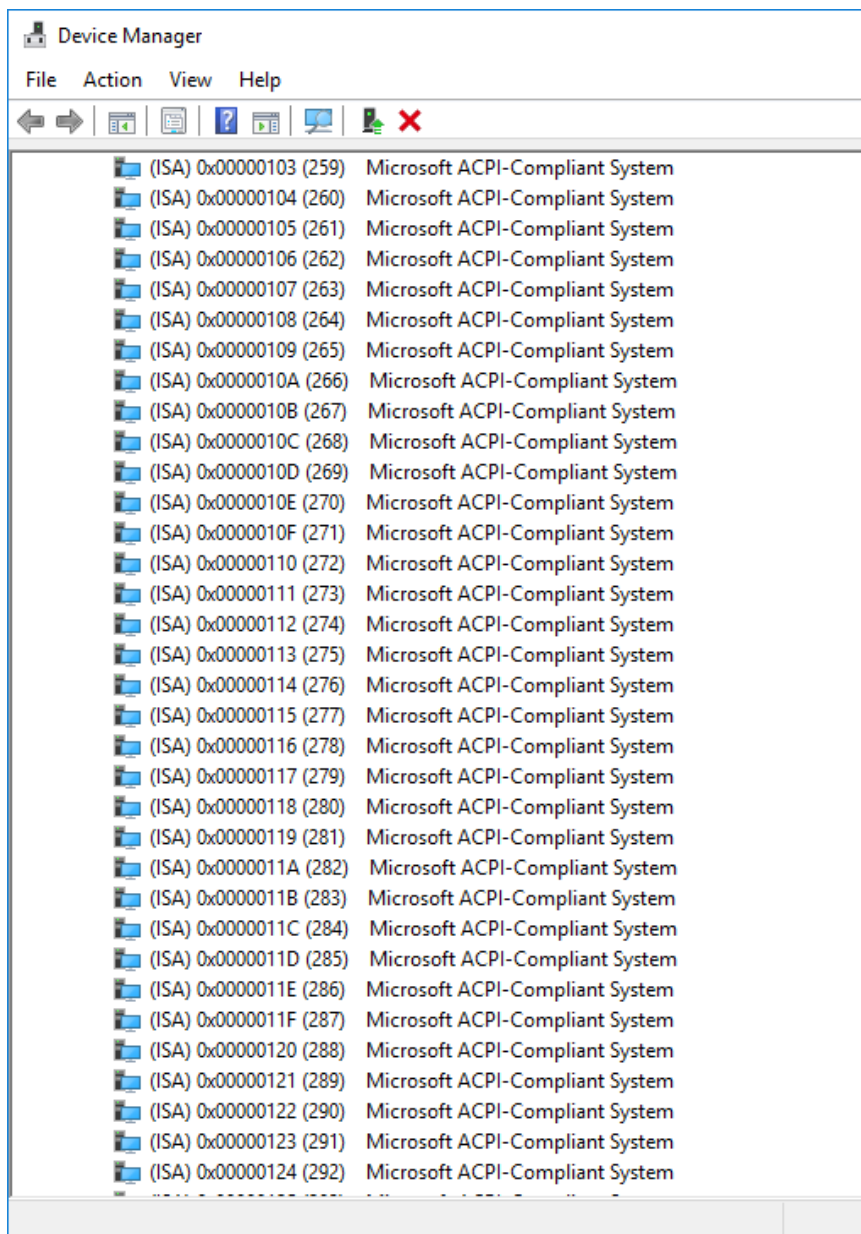 Device Manager
File Action View Help
(ISA) 0x00000103 (259) Microsoft ACPI-Compliant System
(ISA) 0x00000104 (260) Microsoft ACPI-Compliant System
(ISA) 0x00000105 (261) Microsoft ACPI-Compliant System
(ISA) 0x00000106 (262) Microsoft ACPI-Compliant System
(ISA) 0x00000107 (263) Microsoft ACPI-Compliant System
(ISA) 0x00000108 (264) Microsoft ACPI-Compliant System
(ISA) 0x00000109 (265) Microsoft ACPI-Compliant System
(ISA) 0x0000010A (266) Microsoft ACPI-Compliant System
(ISA) 0x0000010B (267) Microsoft ACPI-Compliant System
(ISA) 0x0000010C (268) Microsoft ACPI-Compliant System
(ISA) 0x0000010D (269) Microsoft ACPI-Compliant System
(ISA) 0x0000010E (270) Microsoft ACPI-Compliant System
(ISA) 0x0000010F (271) Microsoft ACPI-Compliant System
(ISA) 0x00000110 (272) Microsoft ACPI-Compliant System
(ISA) 0x00000111 (273) Microsoft ACPI-Compliant System
(ISA) 0x00000112 (274) Microsoft ACPI-Compliant System
(ISA) 0x00000113 (275) Microsoft ACPI-Compliant System
(ISA) 0x00000114 (276) Microsoft ACPI-Compliant System
(ISA) 0x00000115 (277) Microsoft ACPI-Compliant System
(ISA) 0x00000116 (278) Microsoft ACPI-Compliant System
(ISA) 0x00000117 (279) Microsoft ACPI-Compliant System
(ISA) 0x00000118 (280) Microsoft ACPI-Compliant System
(ISA) 0x00000119 (281) Microsoft ACPI-Compliant System
(ISA) 0x0000011A (282) Microsoft ACPI-Compliant System
(ISA) 0x0000011B (283) Microsoft ACPI-Compliant System
(ISA) 0x0000011C (284) Microsoft ACPI-Compliant System
(ISA) 0x0000011D (285) Microsoft ACPI-Compliant System
(ISA) 0x0000011E (286) Microsoft ACPI-Compliant System
(ISA) 0x0000011F (287) Microsoft ACPI-Compliant System
(ISA) 0x00000120 (288) Microsoft ACPI-Compliant System
(ISA) 0x00000121 (289) Microsoft ACPI-Compliant System
(ISA) 0x00000122 (290) Microsoft ACPI-Compliant System
(ISA) 0x00000123 (291) Microsoft ACPI-Compliant System
(ISA) 0x00000124 (292) Microsoft ACPI-Compliant System